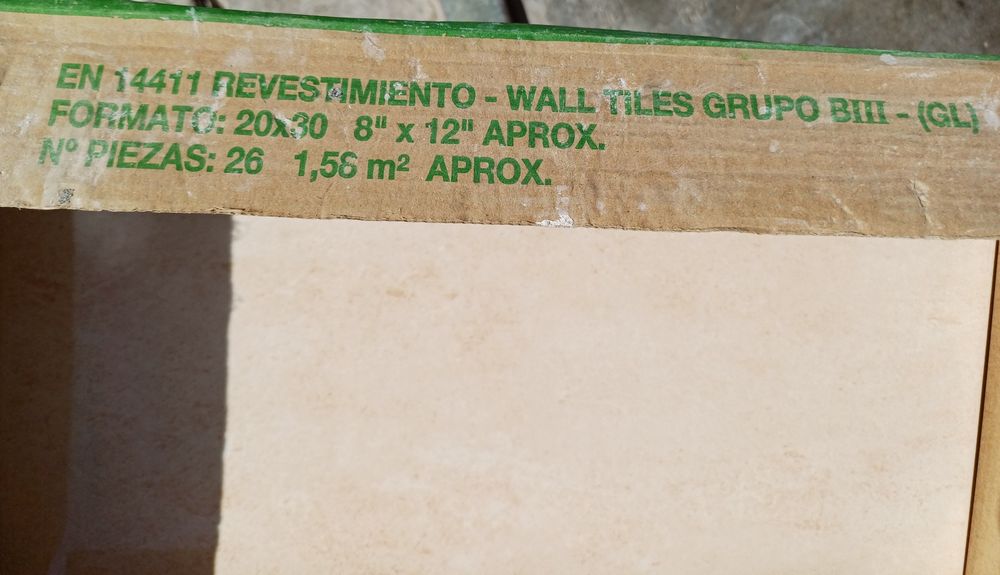 EN 14411 REVESTIMIENTO - WALL TILES GRUPO BIII - (GL)
FORMATO: 20x30 8" x 12" APROX.
Nº PIEZAS: 26 1,56 m² APROX.